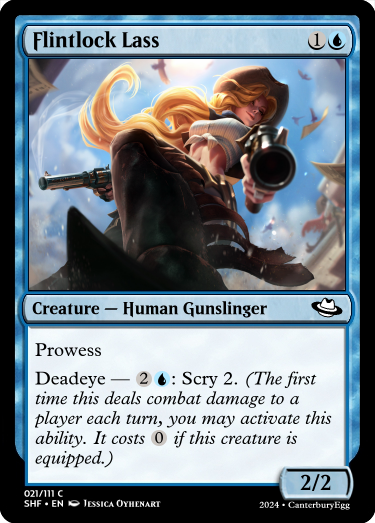 Flintlock Lass 1
Creature — Human Gunslinger
Prowess
Deadeye — 2 : Scry 2. (The first
time this deals combat damage to a
player each turn, you may activate this
ability. It costs 0 if this creature is
equipped.)
2/2
021/111 C
SHF • EN Jessica Oyhenart
2024 • CanterburyEgg